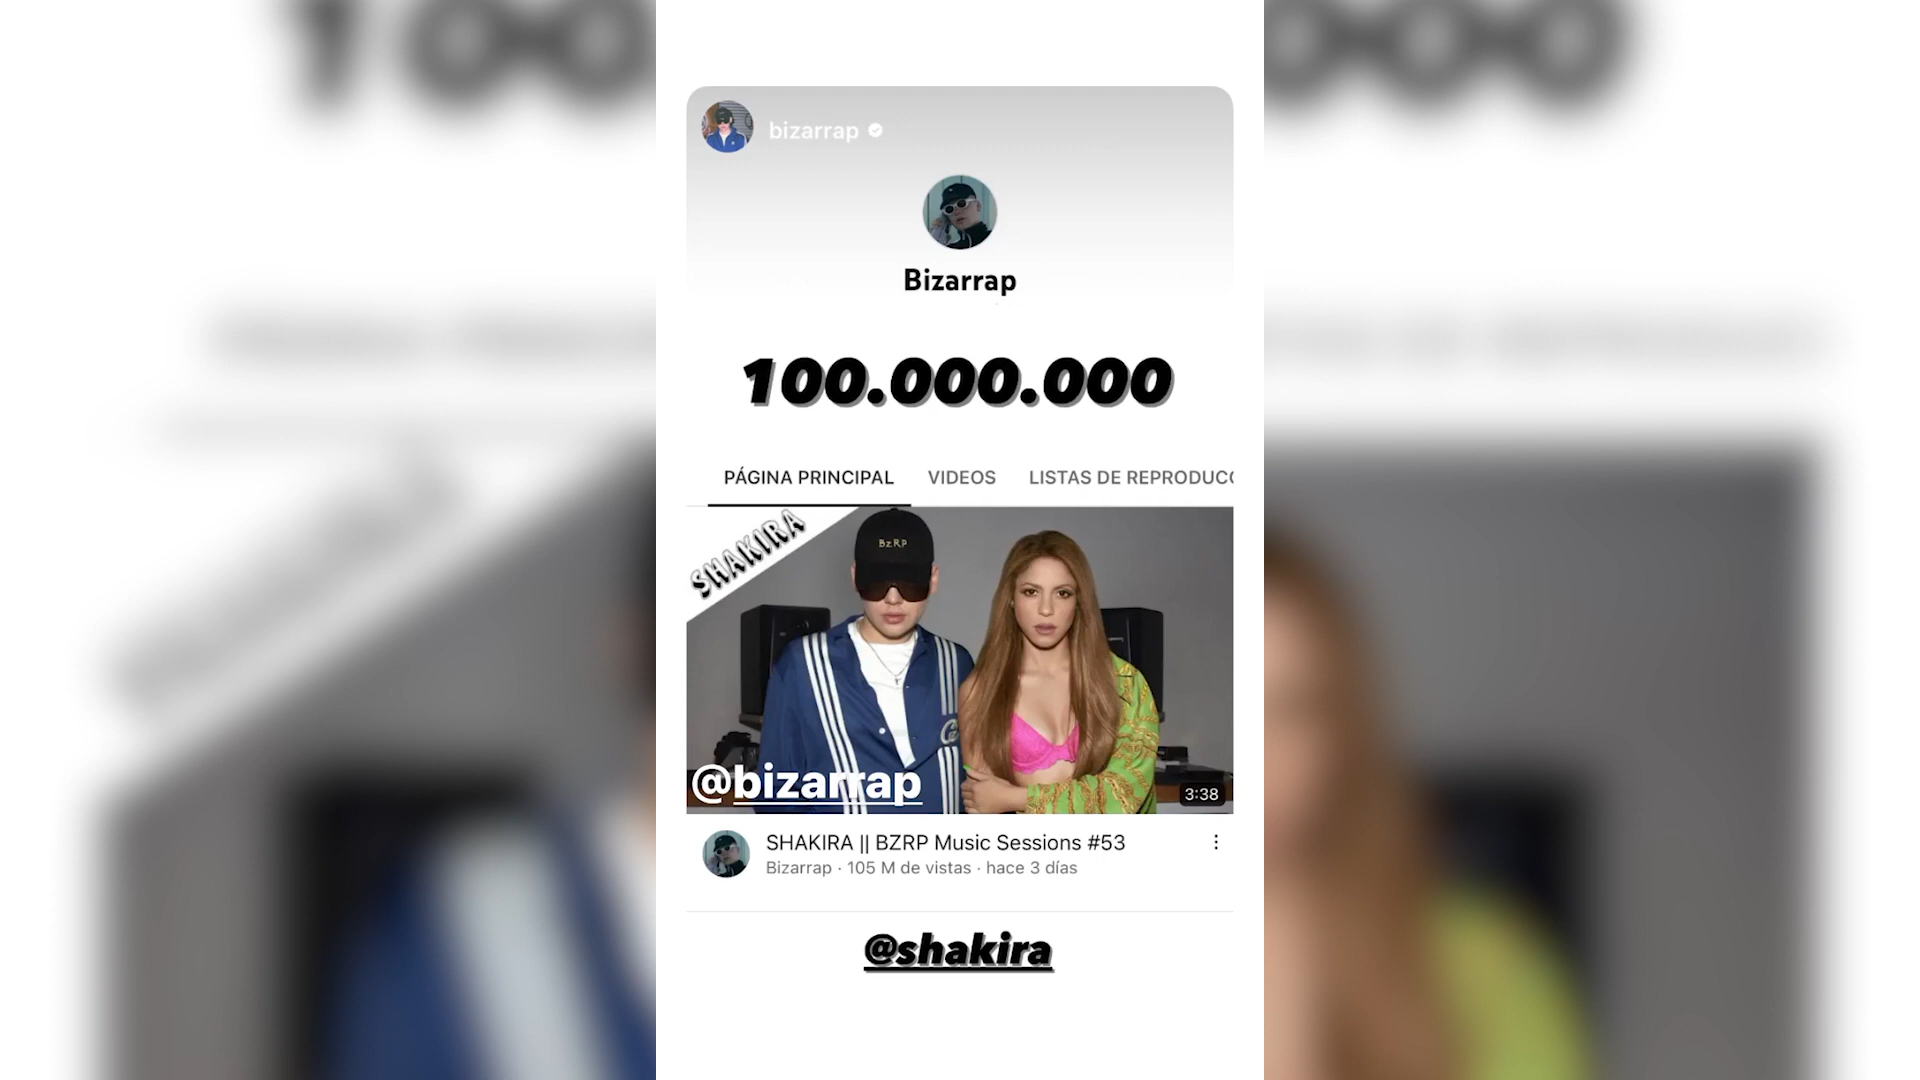 bizarrap
Bizarrap
100.000.000
PÁGINA PRINCIPAL VIDEOS LISTAS DE REPRODUCC
SHAKIRA
BZRP
@bizarrap
3:38
SHAKIRA || BZRP Music Sessions #53
Bizarrap · 105 M de vistas · hace 3 días
@shakira